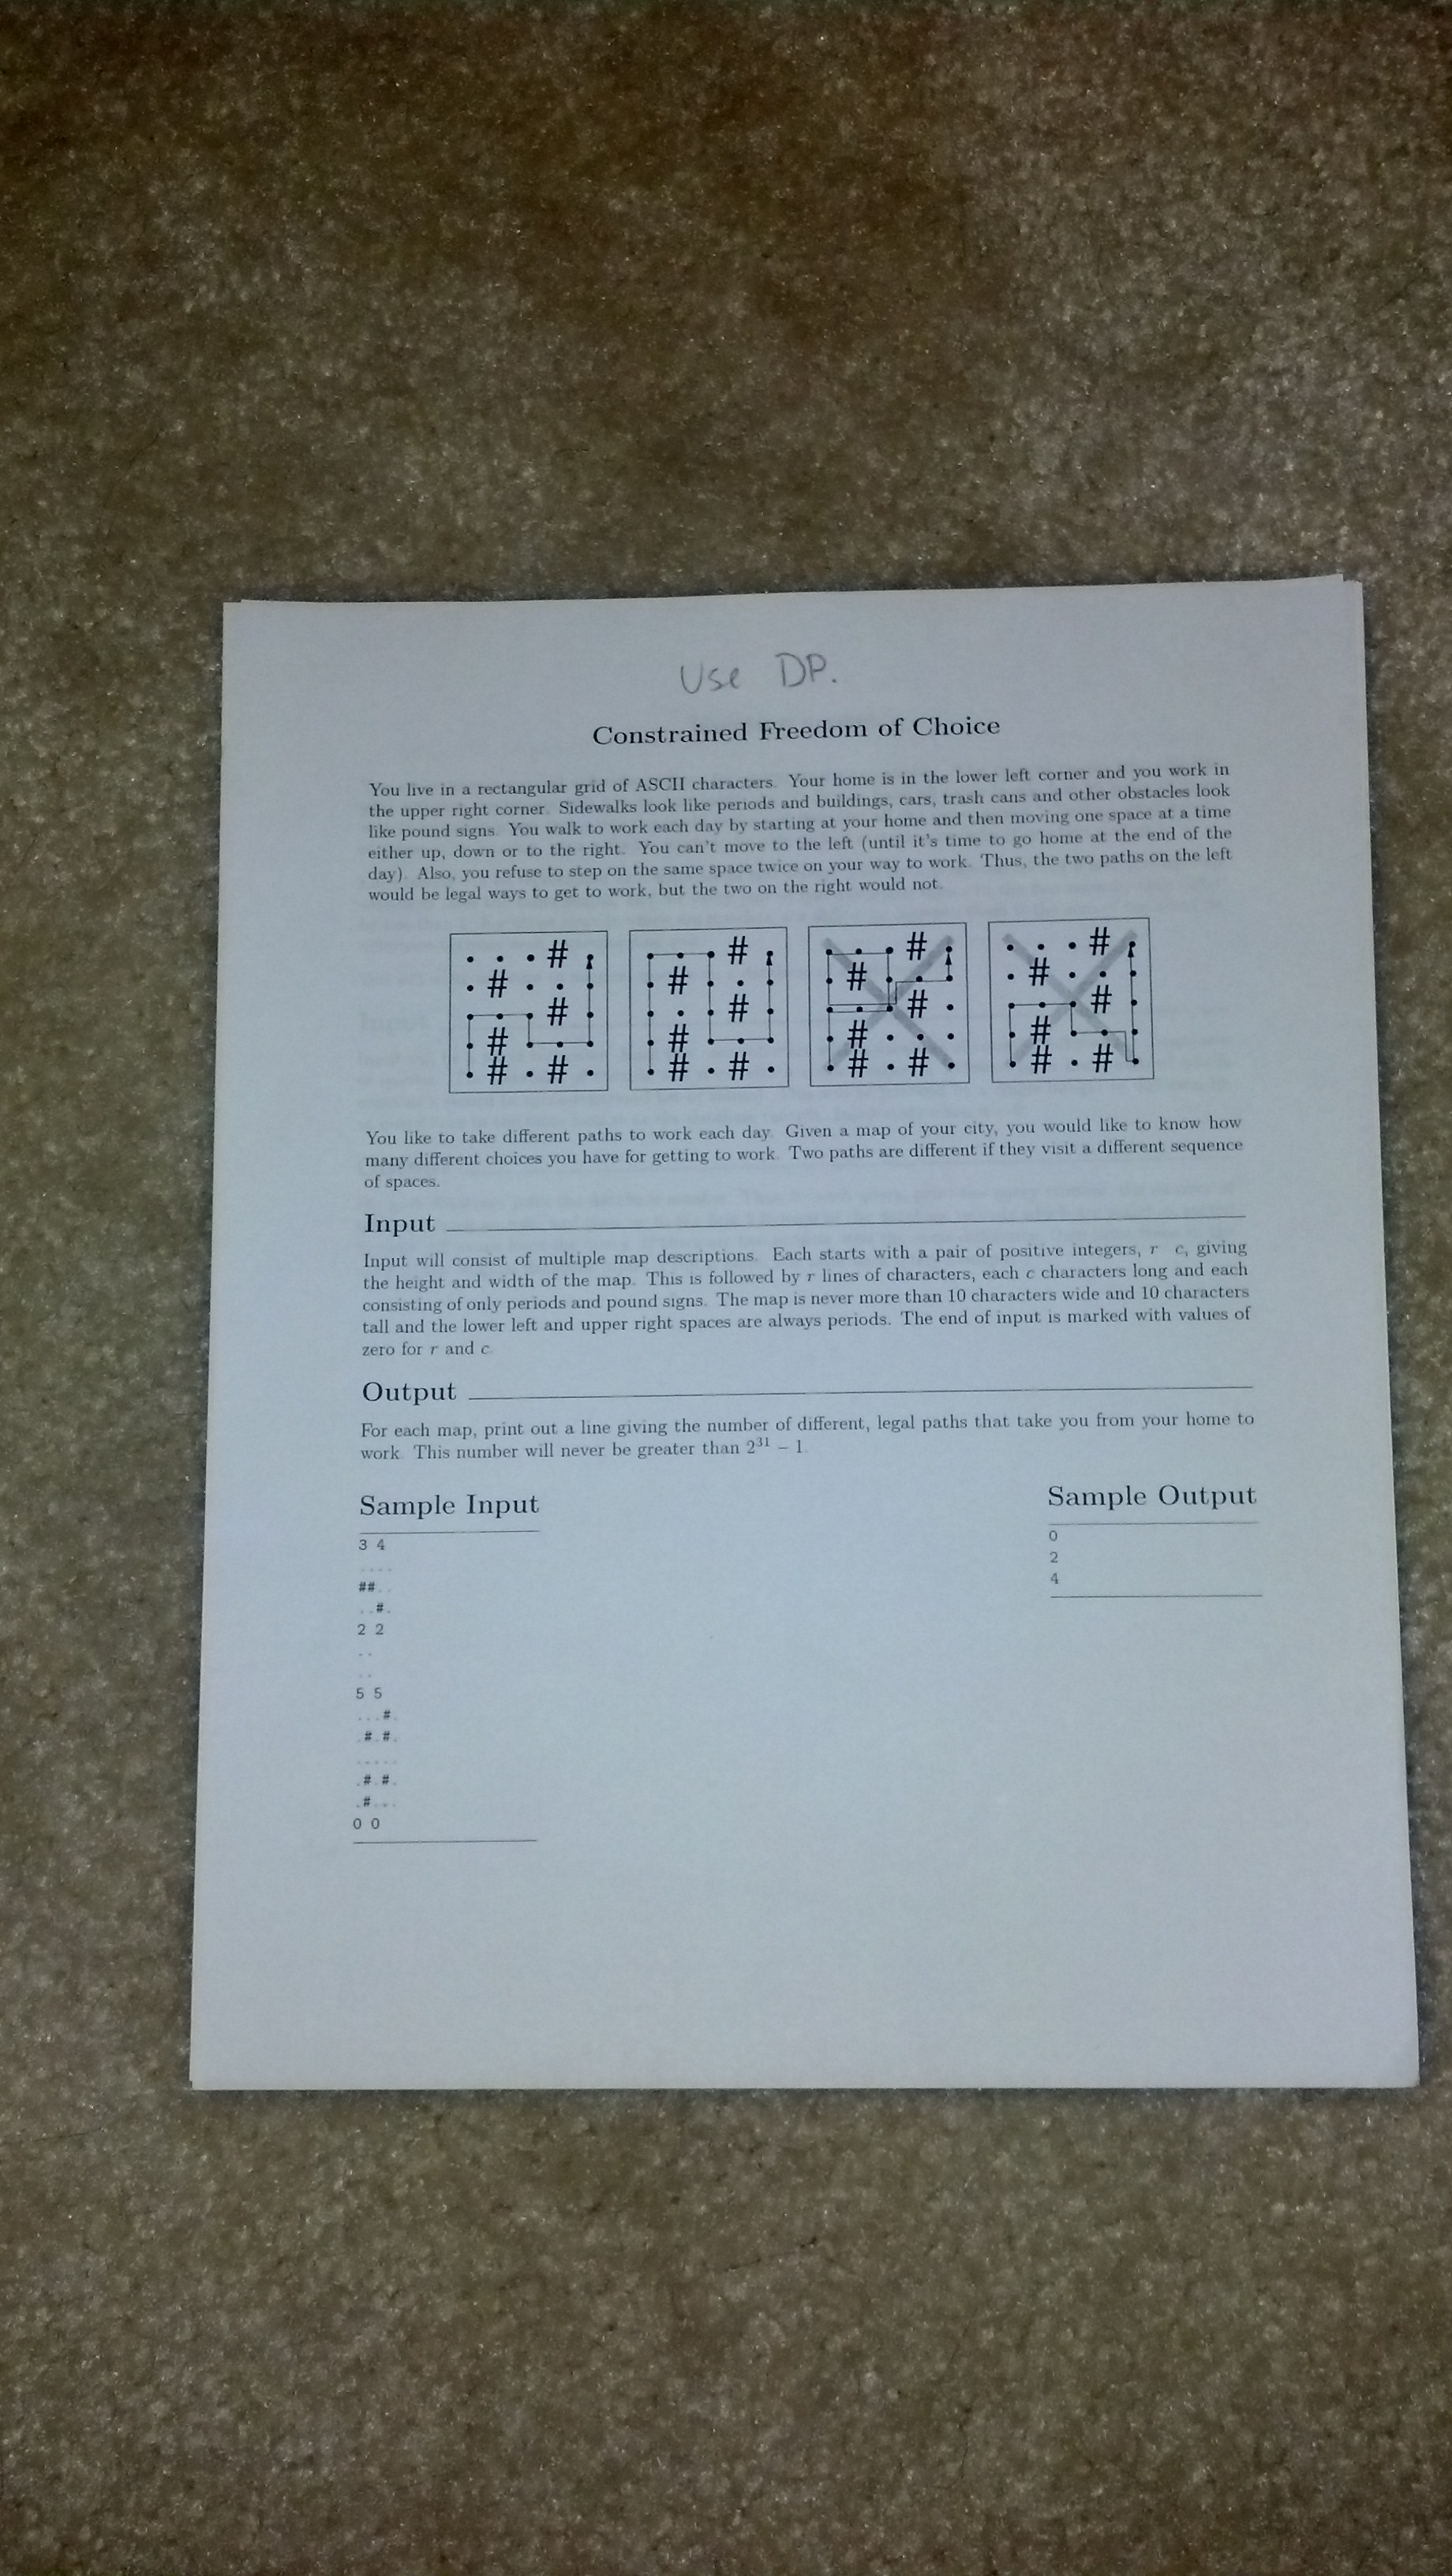 Use DP.
Constrained Freedom of Choice
You live in a rectangular grid of ASCII characters. Your home is in the lower left corner and you work in
the upper right corner. Sidewalks look like periods and buildings, cars, trash cans and other obstacles look
like pound signs. You walk to work each day by starting at your home and then moving one space at a time
either up, down or to the right. You can't move to the left (until it's time to go home at the end of the
day). Also, you refuse to step on the same space twice on your way to work. Thus, the two paths on the left
would be legal ways to get to work, but the two on the right would not.
. . . # . . . . # . . . . # . . . . # .
. # . . . . # . . . . # . . . . # . . .
. . . # . . . . # . . . . # . . . . # .
. # . . . . # . . . . # . . . . # . . .
. # . # . . # . # . . # . # . . # . # .
You like to take different paths to work each day. Given a map of your city, you would like to know how
many different choices you have for getting to work. Two paths are different if they visit a different sequence
of spaces.
Input
Input will consist of multiple map descriptions. Each starts with a pair of positive integers, r c, giving
the height and width of the map. This is followed by r lines of characters, each c characters long and each
consisting of only periods and pound signs. The map is never more than 10 characters wide and 10 characters
tall and the lower left and upper right spaces are always periods. The end of input is marked with values of
zero for r and c.
Output
For each map, print out a line giving the number of different, legal paths that take you from your home to
work. This number will never be greater than 2³¹ − 1.
Sample Input
3 4
....
##..
..#.
2 2
..
..
5 5
...#.
.#.#.
.....
.#.#.
.#...
0 0
Sample Output
0
2
4